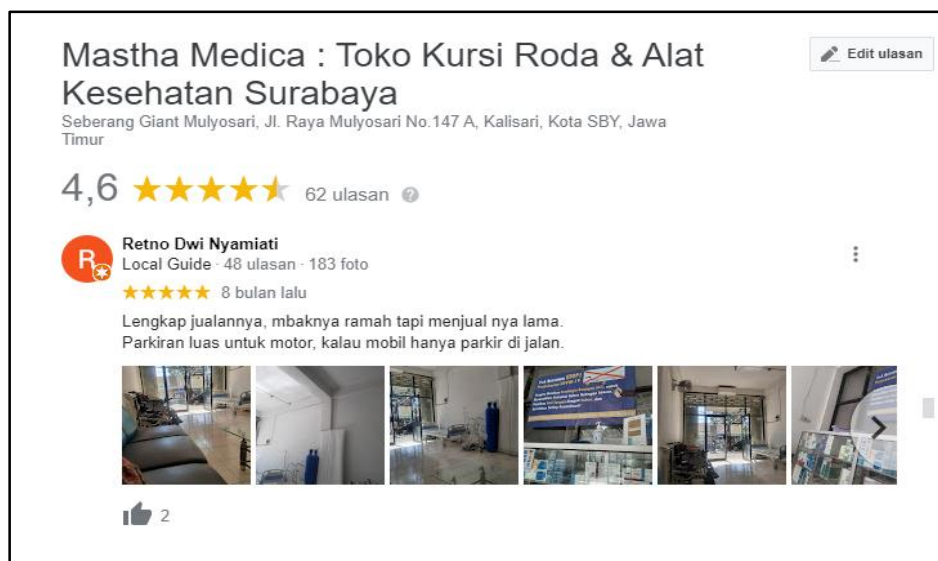 Mastha Medica : Toko Kursi Roda & Alat
Kesehatan Surabaya
Edit ulasan
Seberang Giant Mulyosari, Jl. Raya Mulyosari No.147 A, Kalisari, Kota SBY, Jawa
Timur
4,6
62 ulasan
R
Retno Dwi Nyamiati
Local Guide · 48 ulasan · 183 foto
8 bulan lalu
Lengkap jualannya, mbaknya ramah tapi menjual nya lama.
Parkiran luas untuk motor, kalau mobil hanya parkir di jalan.
2